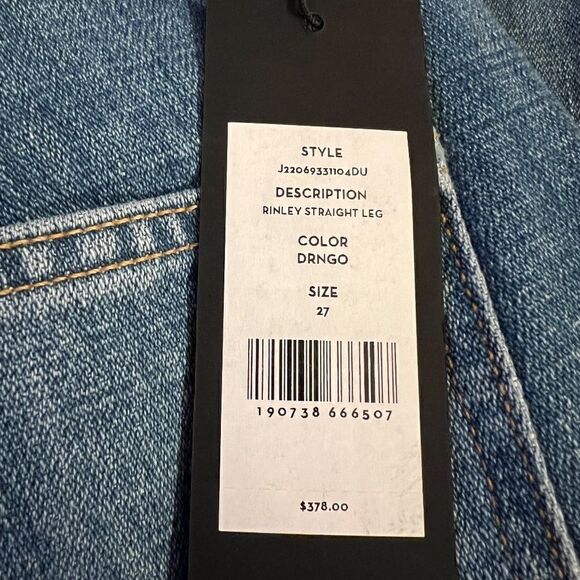 STYLE
J22069331104DU
DESCRIPTION
RINLEY STRAIGHT LEG
COLOR
DRNGO
SIZE
27
190738 666507
$378.00